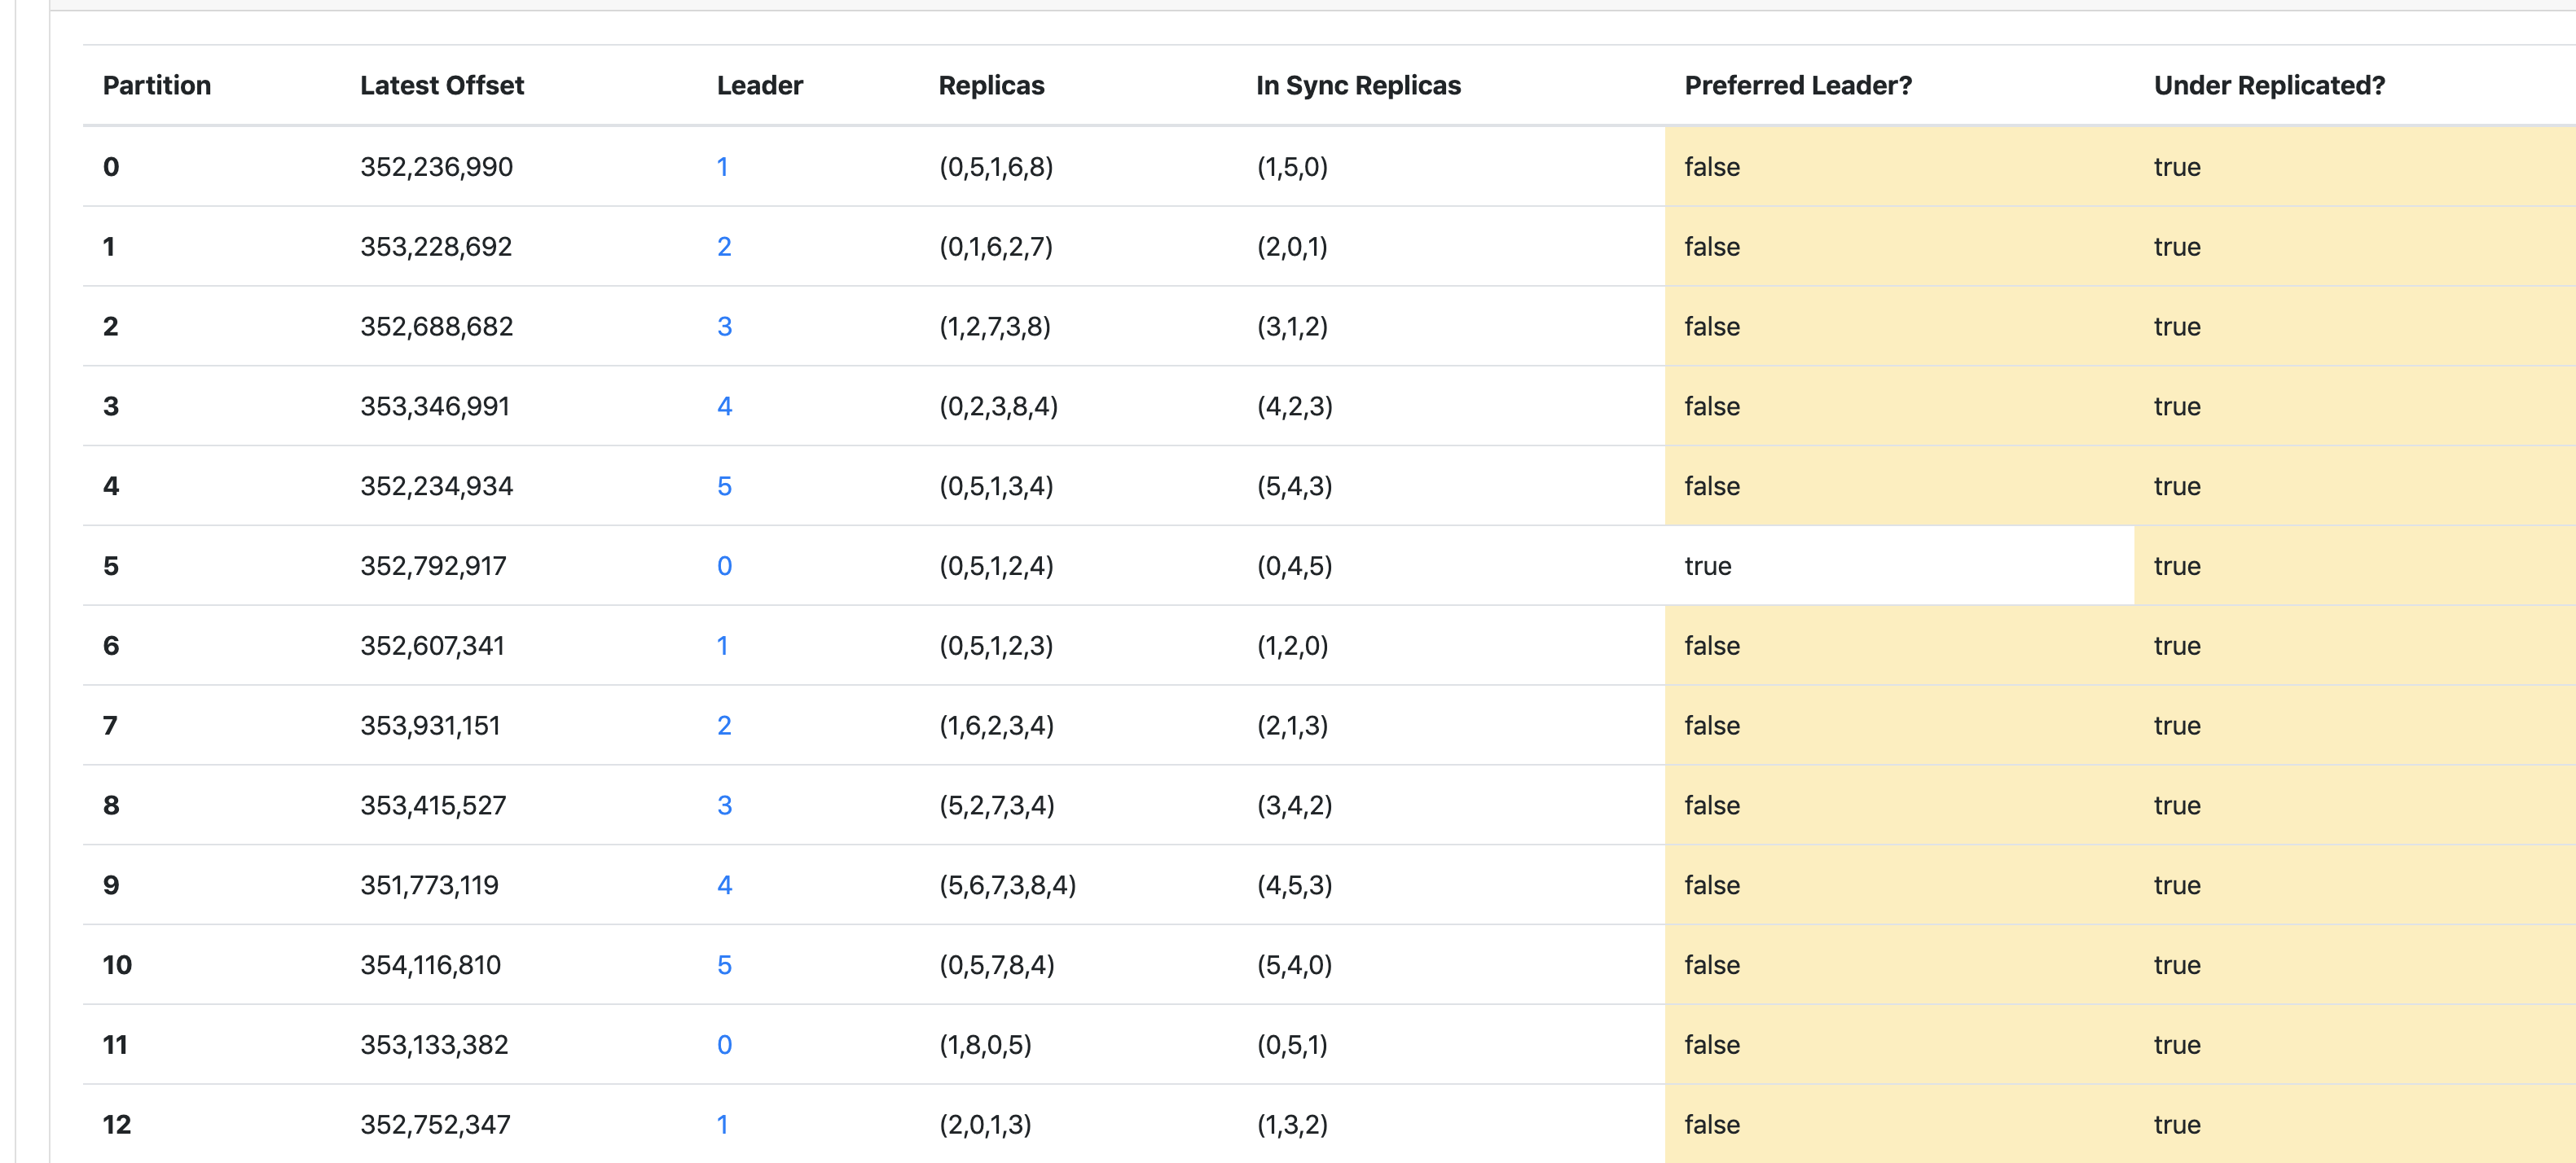 Partition Latest Offset Leader Replicas In Sync Replicas Preferred Leader? Under Replicated?
0 352,236,990 1 (0,5,1,6,8) (1,5,0) false true
1 353,228,692 2 (0,1,6,2,7) (2,0,1) false true
2 352,688,682 3 (1,2,7,3,8) (3,1,2) false true
3 353,346,991 4 (0,2,3,8,4) (4,2,3) false true
4 352,234,934 5 (0,5,1,3,4) (5,4,3) false true
5 352,792,917 0 (0,5,1,2,4) (0,4,5) true true
6 352,607,341 1 (0,5,1,2,3) (1,2,0) false true
7 353,931,151 2 (1,6,2,3,4) (2,1,3) false true
8 353,415,527 3 (5,2,7,3,4) (3,4,2) false true
9 351,773,119 4 (5,6,7,3,8,4) (4,5,3) false true
10 354,116,810 5 (0,5,7,8,4) (5,4,0) false true
11 353,133,382 0 (1,8,0,5) (0,5,1) false true
12 352,752,347 1 (2,0,1,3) (1,3,2) false true